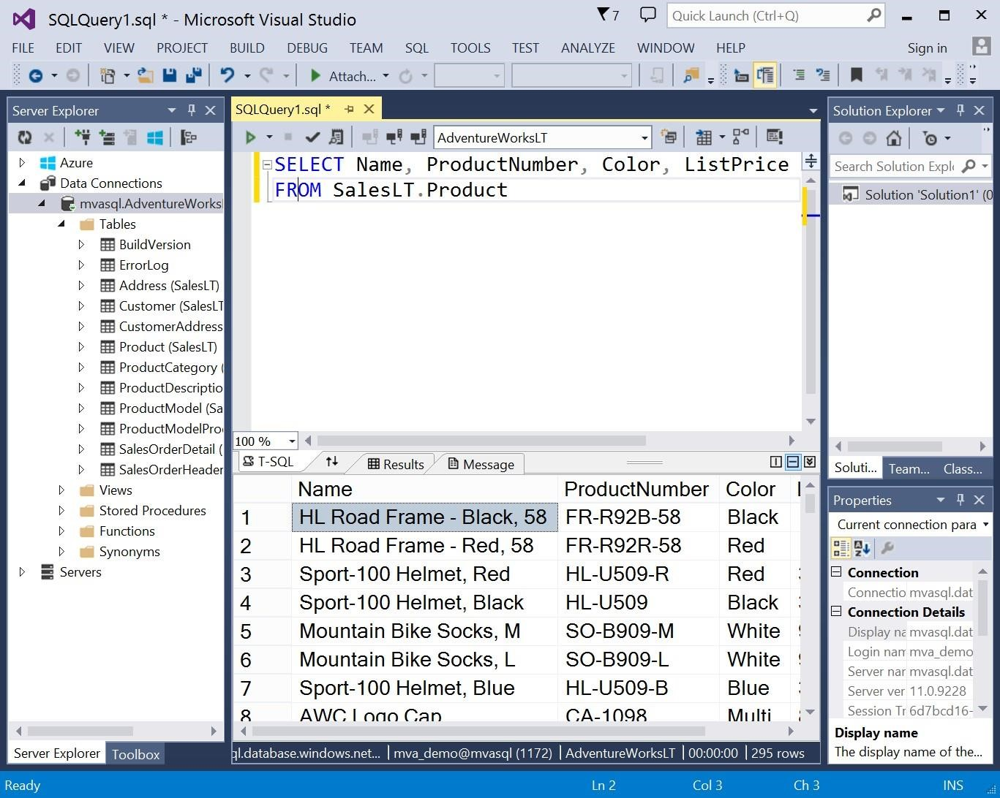 SQLQuery1.sql * - Microsoft Visual Studio
7
Quick Launch (Ctrl+Q)
FILE EDIT VIEW PROJECT BUILD DEBUG TEAM SQL TOOLS TEST ANALYZE WINDOW HELP Sign in
Attach...
Server Explorer
Azure
Data Connections
mvasql.AdventureWorksl
Tables
BuildVersion
ErrorLog
Address (SalesLT)
Customer (SalesLT
CustomerAddress
Product (SalesLT)
ProductCategory (
ProductDescriptio
ProductModel (Sa
ProductModelPro
SalesOrderDetail (
SalesOrderHeader
Views
Stored Procedures
Functions
Synonyms
Servers
Server Explorer Toolbox
SQLQuery1.sql *
AdventureWorksLT
SELECT Name, ProductNumber, Color, ListPrice
FROM SalesLT.Product
100 %
T-SQL Results Message
Name ProductNumber Color
1 HL Road Frame - Black, 58 FR-R92B-58 Black
2 HL Road Frame - Red, 58 FR-R92R-58 Red
3 Sport-100 Helmet, Red HL-U509-R Red
4 Sport-100 Helmet, Black HL-U509 Black
5 Mountain Bike Socks, M SO-B909-M White
6 Mountain Bike Socks, L SO-B909-L White
7 Sport-100 Helmet, Blue HL-U509-B Blue
8 AWC Logo Cap CA-1098 Multi
ql.database.windows.net... mva_demo@mvasql (1172) AdventureWorksLT 00:00:00 295 rows
Solution Explorer
Search Solution Explo
Solution 'Solution1' (0
Soluti... Team... Class...
Properties
Current connection para
Connection
Connectio mvasql.dat
Connection Details
Display na mvasql.dat
Login nam mva_demo
Server nar mvasql.dat
Server ver 11.0.9228
Session Tr 6d7bcd16-
Display name
The display name of the...
Ready Ln 2 Col 3 Ch 3 INS